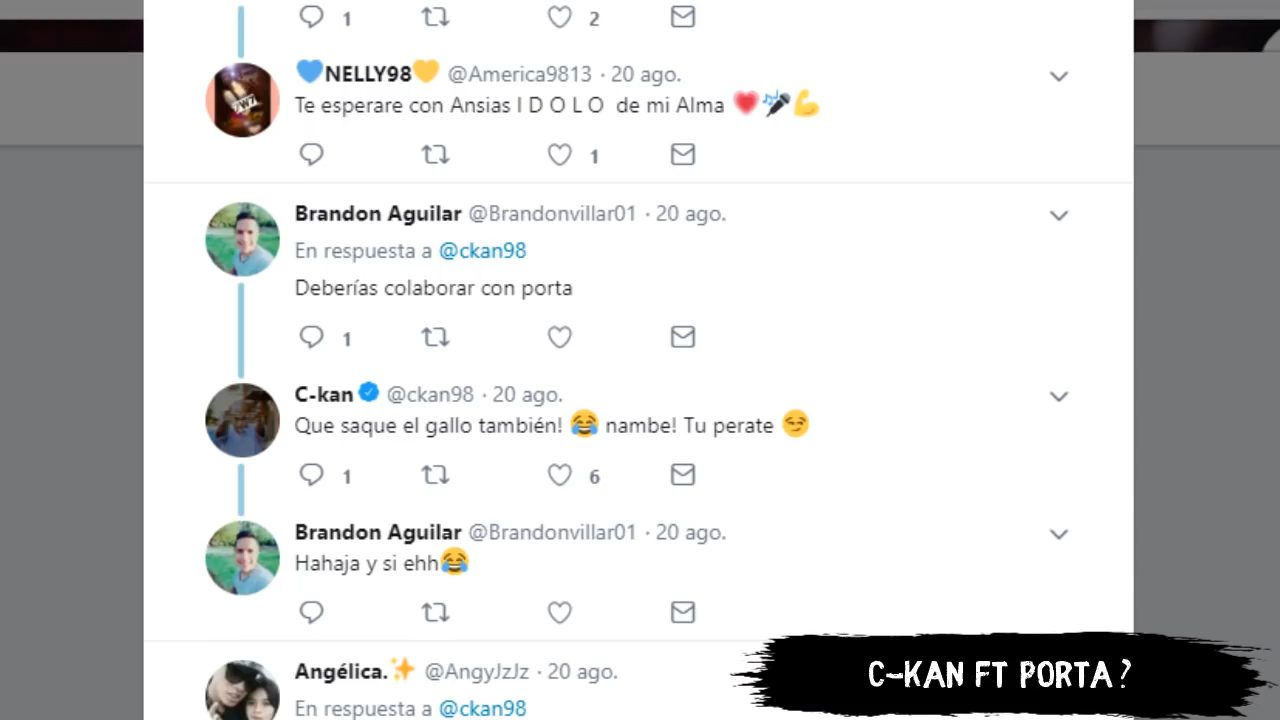 1 2
💙NELLY98💛 @America9813 · 20 ago.
Te esperare con Ansias I D O L O de mi Alma ❤️🎤💪
1
Brandon Aguilar @Brandonvillar01 · 20 ago.
En respuesta a @ckan98
Deberías colaborar con porta
1
C-kan @ckan98 · 20 ago.
Que saque el gallo también! 😂 nambe! Tu perate 😏
1 6
Brandon Aguilar @Brandonvillar01 · 20 ago.
Hahaja y si ehh😂
Angélica.✨ @AngyJzJz · 20 ago.
En respuesta a @ckan98
C-KAN FT PORTA?